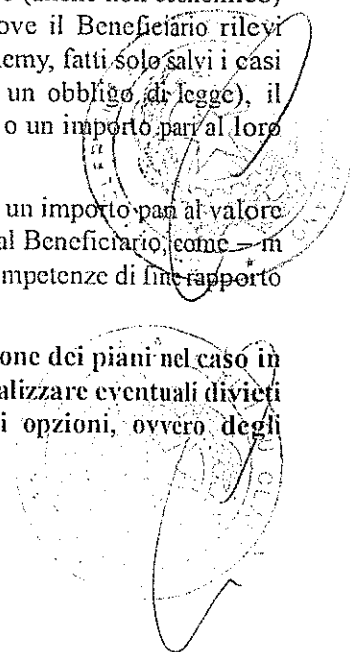 (anche non economico)
ove il Beneficiario rilevi
emy, fatti solo salvi i casi
un obbligo di legge), il
o un importo pari al loro
un importo pari al valore
al Beneficiario, come – in
mpetenze di fine rapporto
one dei piani nel caso in
alizzare eventuali divieti
i opzioni, ovvero degli